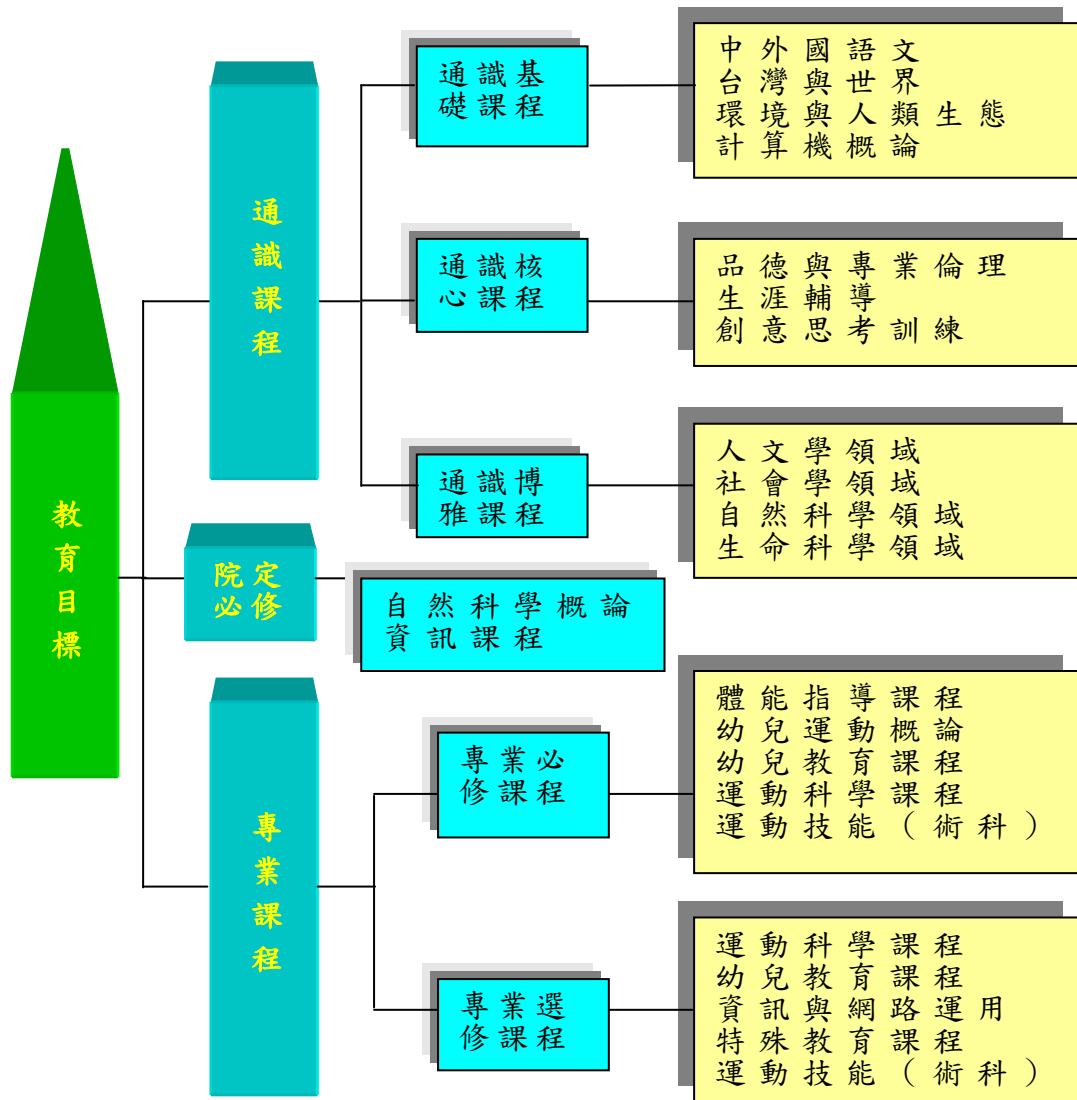 教育目標
通識課程
通識基
礎課程
中外國語文
台灣與世界
環境與人類生態
計算機概論
通識核
心課程
品德與專業倫理
生涯輔導
創意思考訓練
通識博
雅課程
人文學領域
社會學領域
自然科學領域
生命科學領域
院定
必修
自然科學概論
資訊課程
專業課程
專業必
修課程
體能指導課程
幼兒運動概論
幼兒教育課程
運動科學課程
運動技能（術科）
專業選
修課程
運動科學課程
幼兒教育課程
資訊與網路運用
特殊教育課程
運動技能（術科）